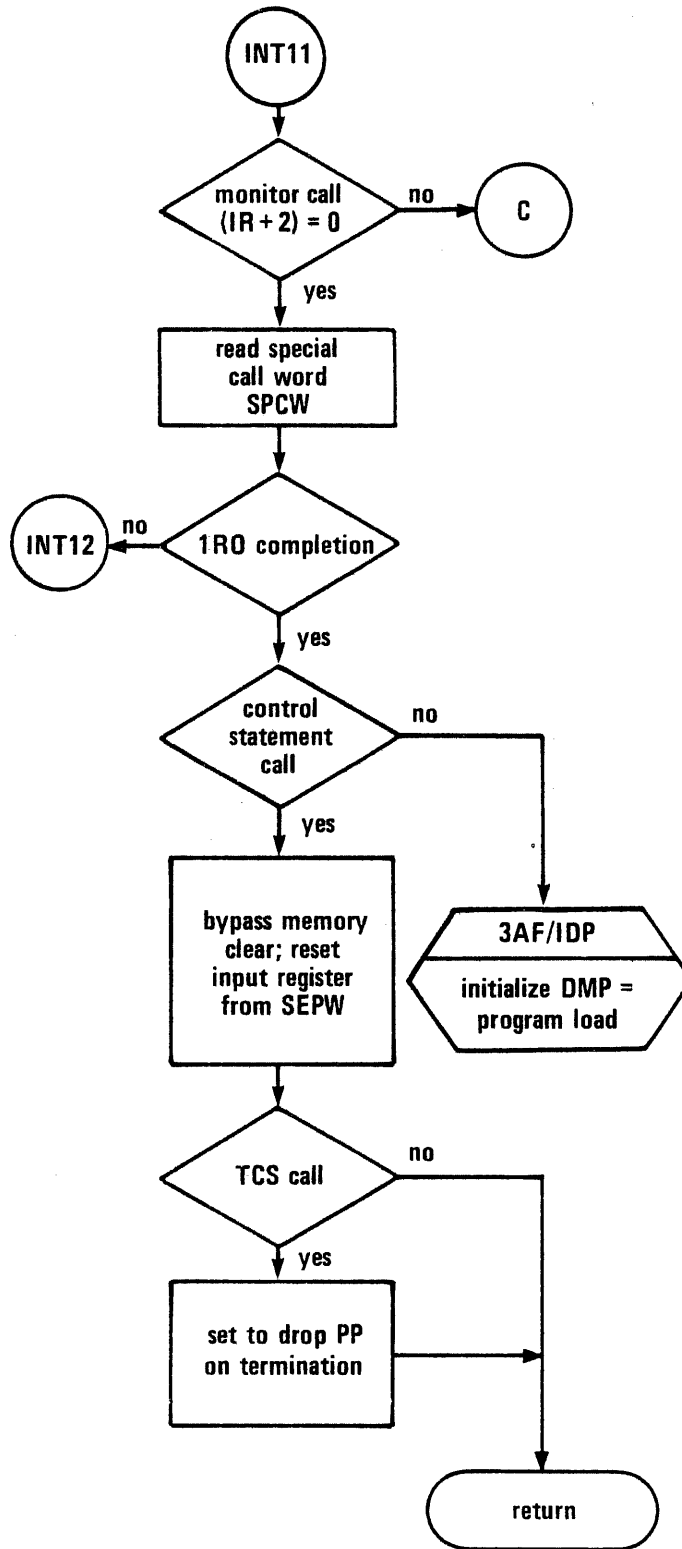 INT11
monitor call
(IR + 2) = 0
no
C
yes
read special
call word
SPCW
INT12
no
1RO completion
yes
control
statement
call
no
yes
bypass memory
clear; reset
input register
from SEPW
3AF/IDP
initialize DMP =
program load
TCS call
no
yes
set to drop PP
on termination
return